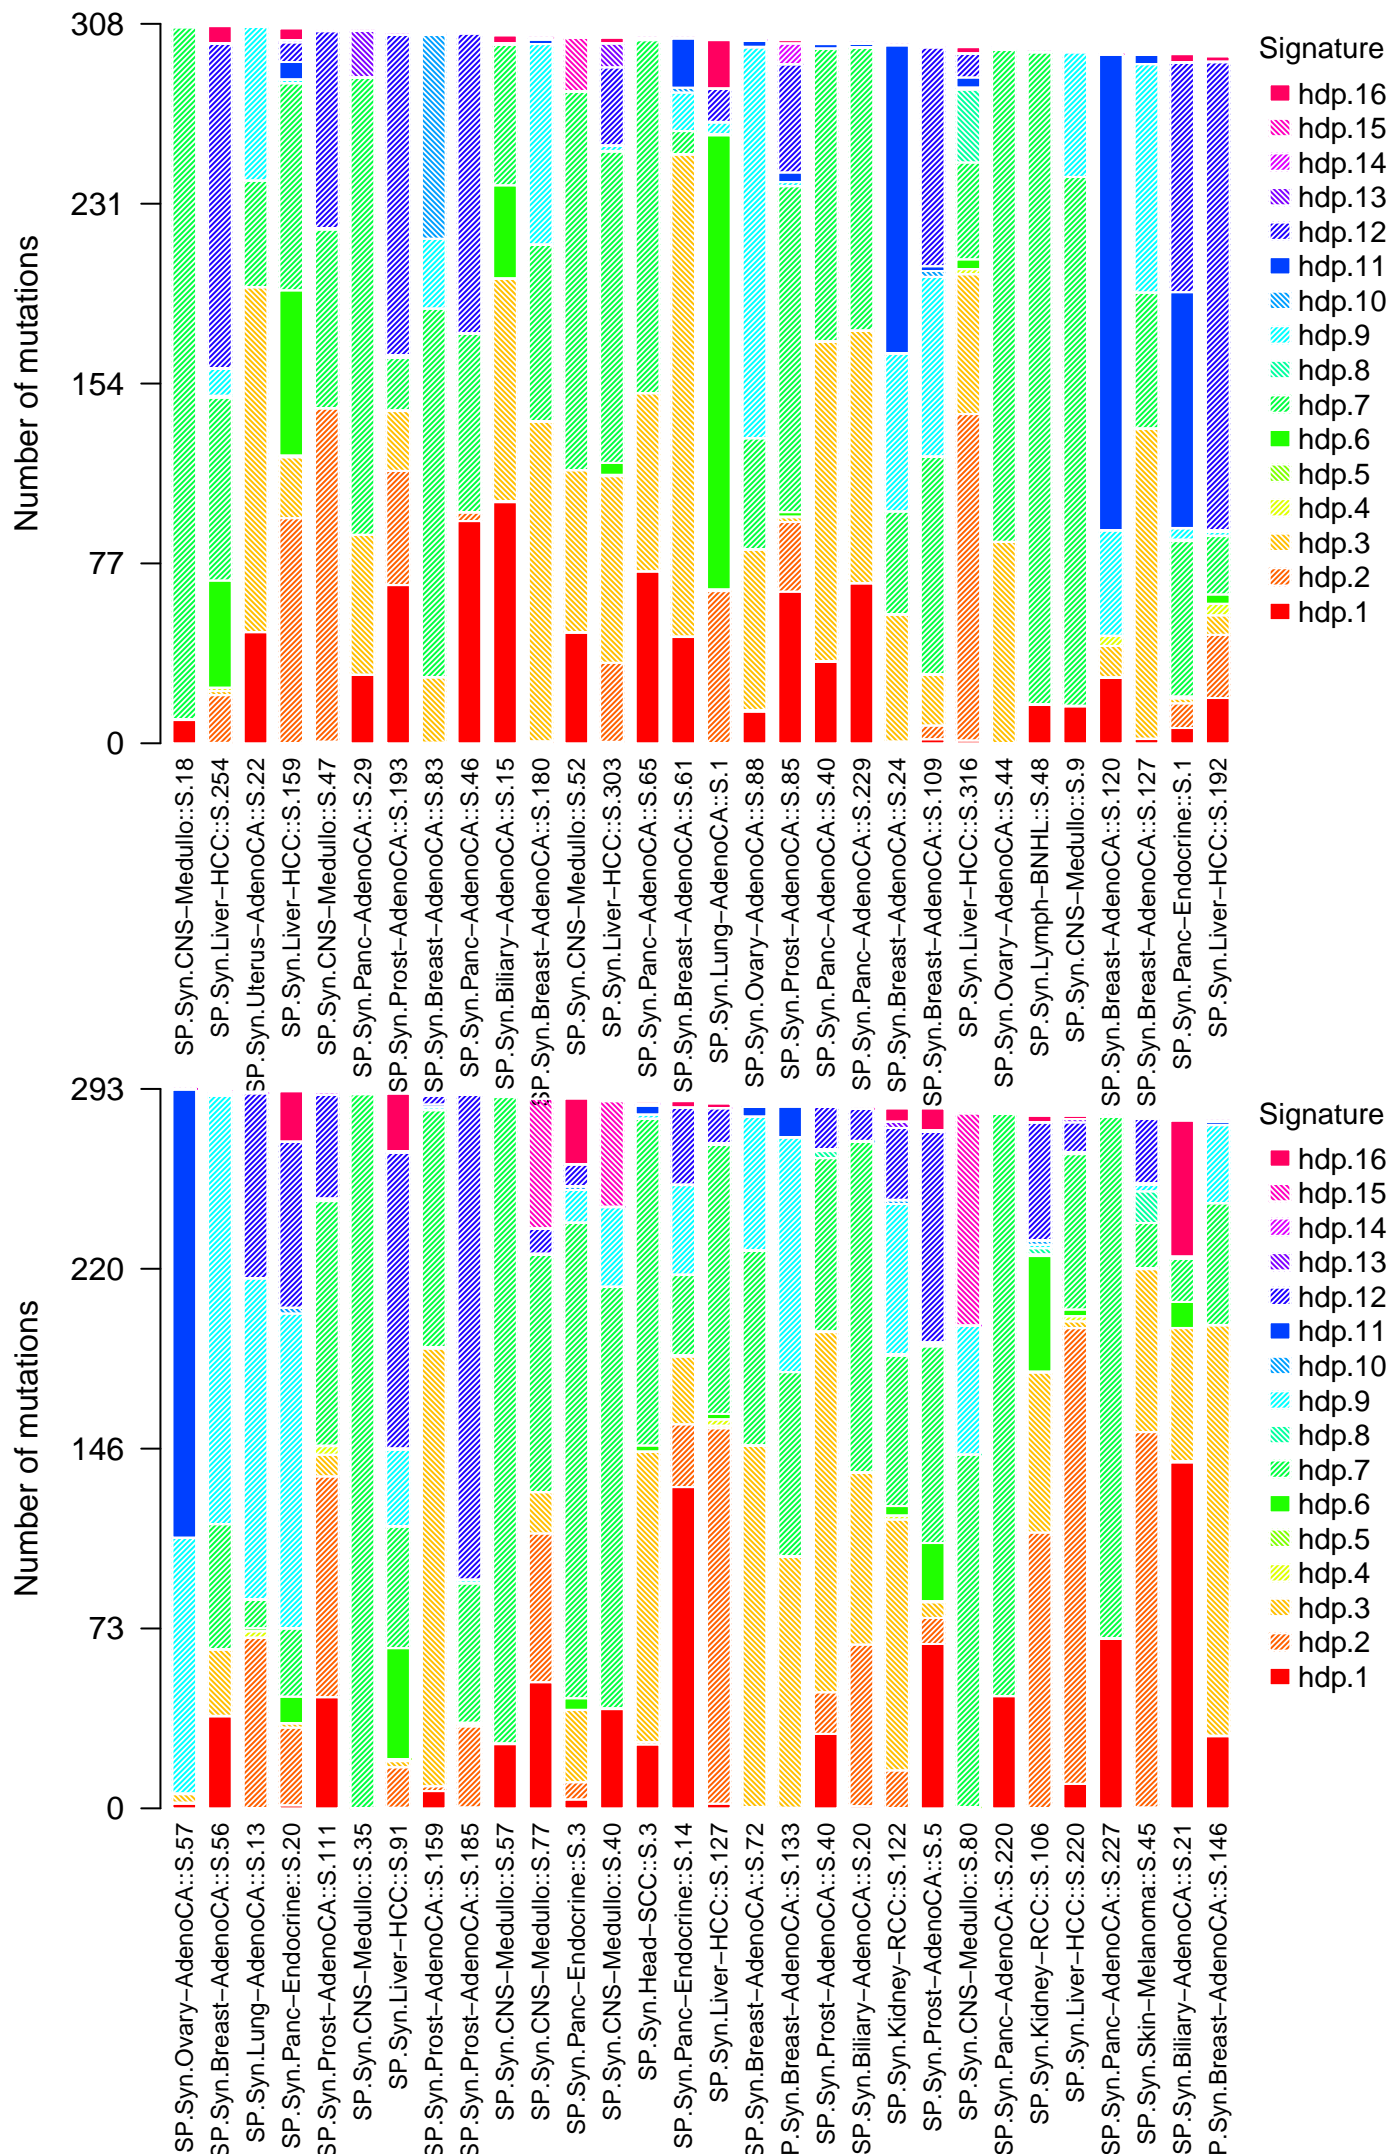 Number of mutations
308
231
154
77
0
Signature
hdp.16
hdp.15
hdp.14
hdp.13
hdp.12
hdp.11
hdp.10
hdp.9
hdp.8
hdp.7
hdp.6
hdp.5
hdp.4
hdp.3
hdp.2
hdp.1
SP.Syn.CNS−Medullo::S.18
SP.Syn.Liver−HCC::S.254
SP.Syn.Uterus−AdenoCA::S.22
SP.Syn.Liver−HCC::S.159
SP.Syn.CNS−Medullo::S.47
SP.Syn.Panc−AdenoCA::S.29
SP.Syn.Prost−AdenoCA::S.193
SP.Syn.Breast−AdenoCA::S.83
SP.Syn.Panc−AdenoCA::S.46
SP.Syn.Biliary−AdenoCA::S.15
SP.Syn.Breast−AdenoCA::S.180
SP.Syn.CNS−Medullo::S.52
SP.Syn.Liver−HCC::S.303
SP.Syn.Panc−AdenoCA::S.65
SP.Syn.Breast−AdenoCA::S.61
SP.Syn.Lung−AdenoCA::S.1
SP.Syn.Ovary−AdenoCA::S.88
SP.Syn.Prost−AdenoCA::S.85
SP.Syn.Panc−AdenoCA::S.40
SP.Syn.Panc−AdenoCA::S.229
SP.Syn.Breast−AdenoCA::S.24
SP.Syn.Breast−AdenoCA::S.109
SP.Syn.Liver−HCC::S.316
SP.Syn.Ovary−AdenoCA::S.44
SP.Syn.Lymph−BNHL::S.48
SP.Syn.CNS−Medullo::S.9
SP.Syn.Breast−AdenoCA::S.120
SP.Syn.Breast−AdenoCA::S.127
SP.Syn.Panc−Endocrine::S.1
SP.Syn.Liver−HCC::S.192
Number of mutations
293
220
146
73
0
Signature
hdp.16
hdp.15
hdp.14
hdp.13
hdp.12
hdp.11
hdp.10
hdp.9
hdp.8
hdp.7
hdp.6
hdp.5
hdp.4
hdp.3
hdp.2
hdp.1
SP.Syn.Ovary−AdenoCA::S.57
SP.Syn.Breast−AdenoCA::S.56
SP.Syn.Lung−AdenoCA::S.13
SP.Syn.Panc−Endocrine::S.20
SP.Syn.Prost−AdenoCA::S.111
SP.Syn.CNS−Medullo::S.35
SP.Syn.Liver−HCC::S.91
SP.Syn.Prost−AdenoCA::S.159
SP.Syn.Prost−AdenoCA::S.185
SP.Syn.CNS−Medullo::S.57
SP.Syn.CNS−Medullo::S.77
SP.Syn.Panc−Endocrine::S.3
SP.Syn.CNS−Medullo::S.40
SP.Syn.Head−SCC::S.3
SP.Syn.Panc−Endocrine::S.14
SP.Syn.Liver−HCC::S.127
SP.Syn.Breast−AdenoCA::S.72
P.Syn.Breast−AdenoCA::S.133
SP.Syn.Prost−AdenoCA::S.40
SP.Syn.Biliary−AdenoCA::S.20
SP.Syn.Kidney−RCC::S.122
SP.Syn.Prost−AdenoCA::S.5
SP.Syn.CNS−Medullo::S.80
SP.Syn.Panc−AdenoCA::S.220
SP.Syn.Kidney−RCC::S.106
SP.Syn.Liver−HCC::S.220
SP.Syn.Panc−AdenoCA::S.227
SP.Syn.Skin−Melanoma::S.45
SP.Syn.Biliary−AdenoCA::S.21
P.Syn.Breast−AdenoCA::S.146